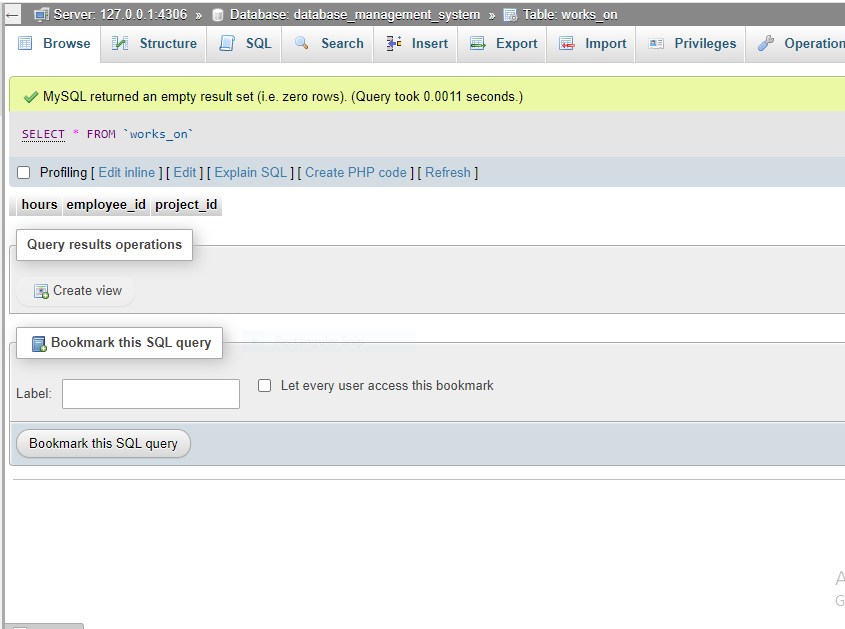 Server: 127.0.0.1:4306 » Database: database_management_system » Table: works_on
Browse Structure SQL Search Insert Export Import Privileges Operation
MySQL returned an empty result set (i.e. zero rows). (Query took 0.0011 seconds.)
SELECT * FROM `works_on`
Profiling [ Edit inline ] [ Edit ] [ Explain SQL ] [ Create PHP code ] [ Refresh ]
hours employee_id project_id
Query results operations
Create view
Bookmark this SQL query
Label: Let every user access this bookmark
Bookmark this SQL query
A
G